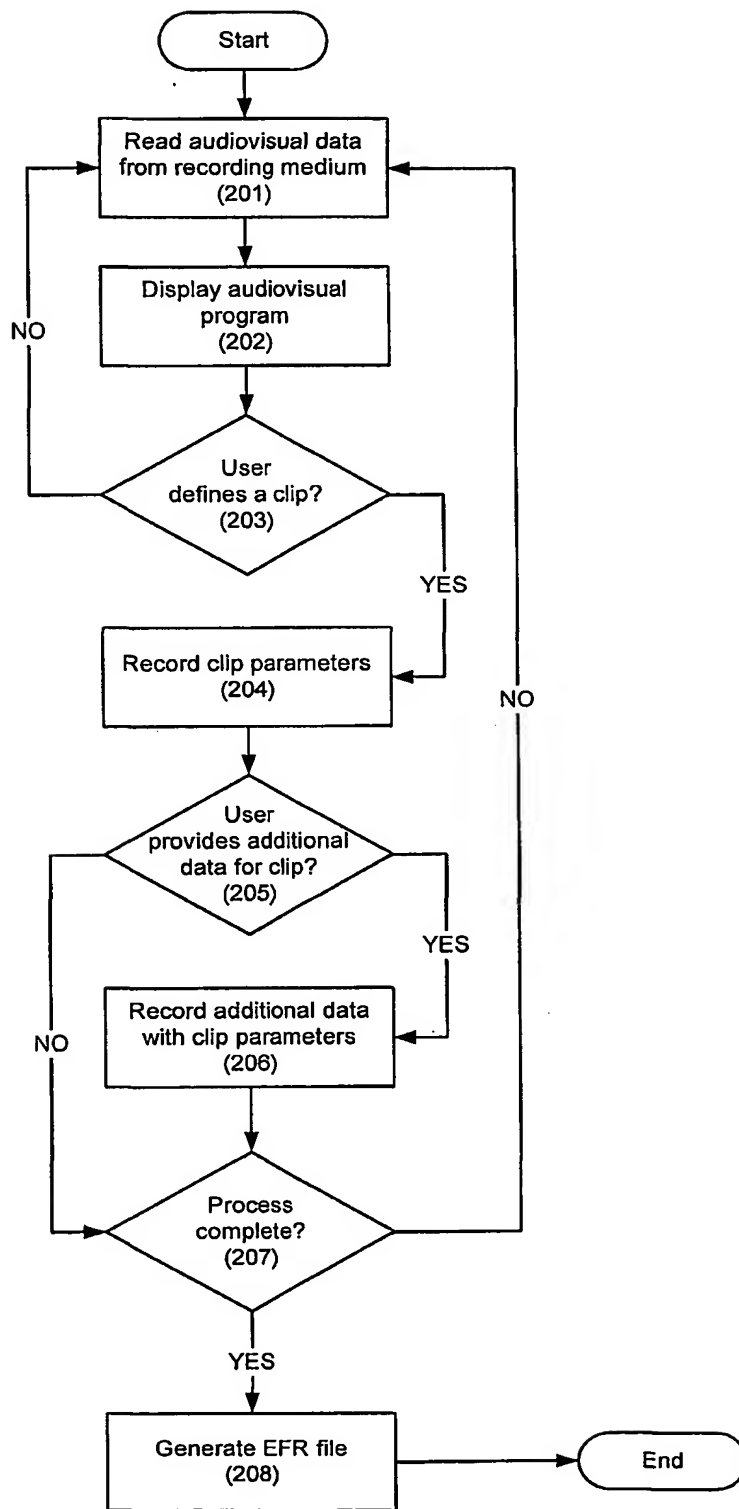 Start
Read audiovisual data
from recording medium
(201)
Display audiovisual
program
(202)
NO
User
defines a clip?
(203)
YES
Record clip parameters
(204)
NO
User
provides additional
data for clip?
(205)
YES
Record additional data
with clip parameters
(206)
NO
Process
complete?
(207)
YES
Generate EFR file
(208)
End